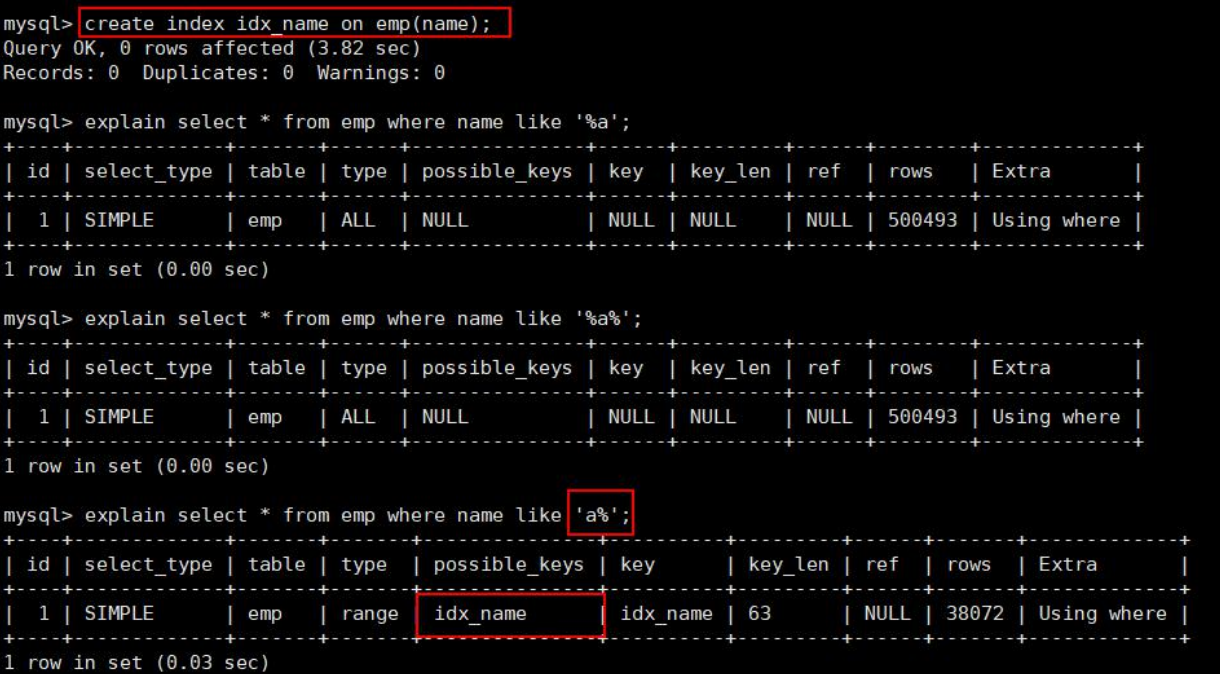 mysql> create index idx_name on emp(name);
Query OK, 0 rows affected (3.82 sec)
Records: 0  Duplicates: 0  Warnings: 0

mysql> explain select * from emp where name like '%a';
+----+-------------+-------+------+---------------+------+---------+------+--------+-------------+
| id | select_type | table | type | possible_keys | key  | key_len | ref  | rows   | Extra       |
+----+-------------+-------+------+---------------+------+---------+------+--------+-------------+
|  1 | SIMPLE      | emp   | ALL  | NULL          | NULL | NULL    | NULL | 500493 | Using where |
+----+-------------+-------+------+---------------+------+---------+------+--------+-------------+
1 row in set (0.00 sec)

mysql> explain select * from emp where name like '%a%';
+----+-------------+-------+------+---------------+------+---------+------+--------+-------------+
| id | select_type | table | type | possible_keys | key  | key_len | ref  | rows   | Extra       |
+----+-------------+-------+------+---------------+------+---------+------+--------+-------------+
|  1 | SIMPLE      | emp   | ALL  | NULL          | NULL | NULL    | NULL | 500493 | Using where |
+----+-------------+-------+------+---------------+------+---------+------+--------+-------------+
1 row in set (0.00 sec)

mysql> explain select * from emp where name like 'a%';
+----+-------------+-------+-------+---------------+----------+---------+------+-------+-------------+
| id | select_type | table | type  | possible_keys | key      | key_len | ref  | rows  | Extra       |
+----+-------------+-------+-------+---------------+----------+---------+------+-------+-------------+
|  1 | SIMPLE      | emp   | range | idx_name      | idx_name | 63      | NULL | 38072 | Using where |
+----+-------------+-------+-------+---------------+----------+---------+------+-------+-------------+
1 row in set (0.03 sec)